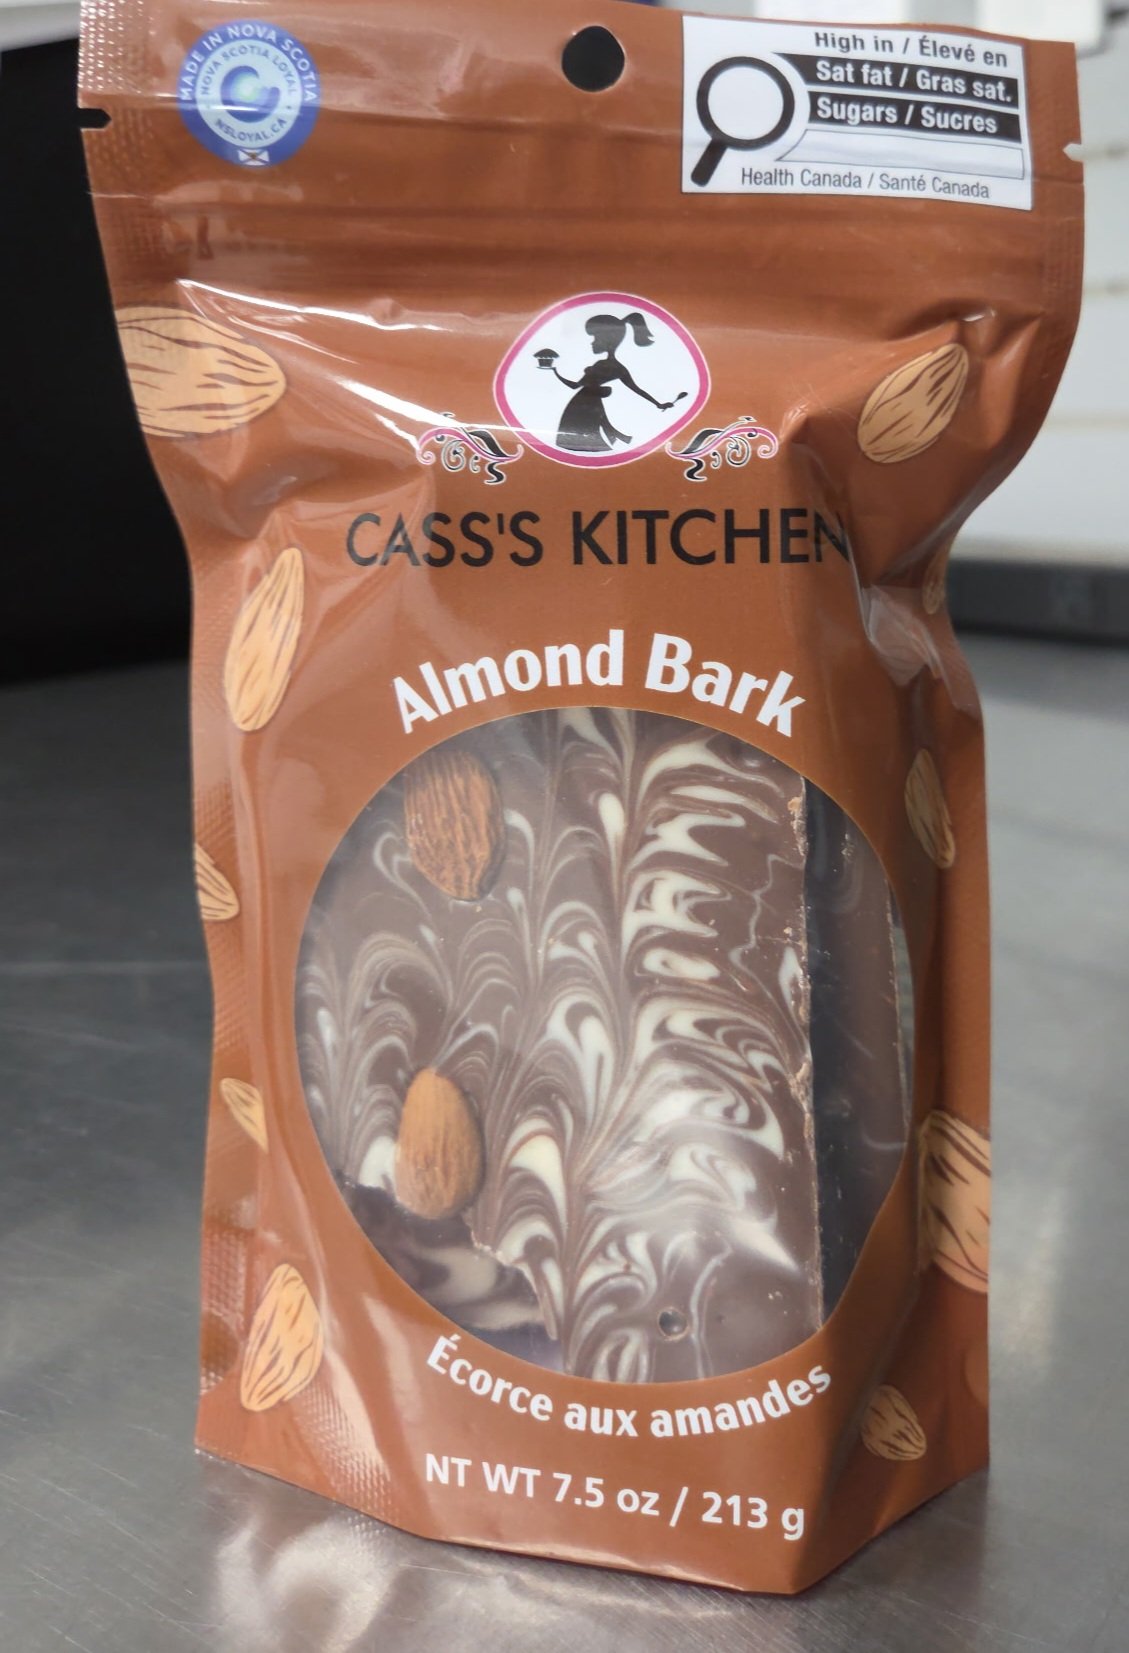 MADE IN NOVA SCOTIA
NOVA SCOTIA LOYAL
NSLOYAL.CA
High in / Élevé en
Sat fat / Gras sat.
Sugars / Sucres
Health Canada / Santé Canada
CASS'S KITCHEN
Almond Bark
Écorce aux amandes
NT WT 7.5 oz / 213 g